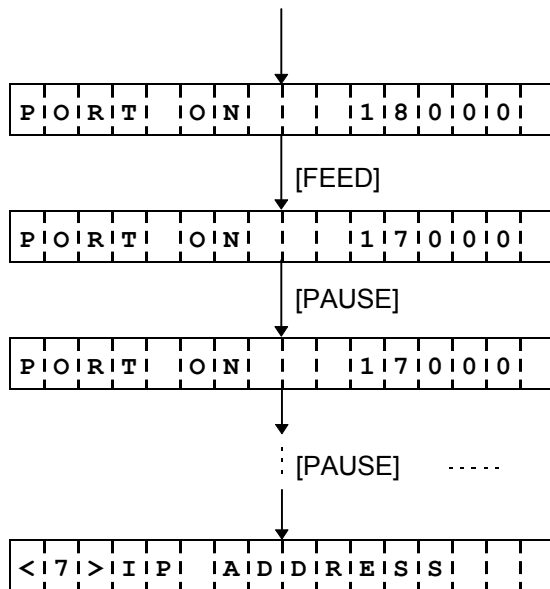 PORT ON 18000
[FEED]
PORT ON 17000
[PAUSE]
PORT ON 17000
[PAUSE] -----
<7>IP ADDRESS